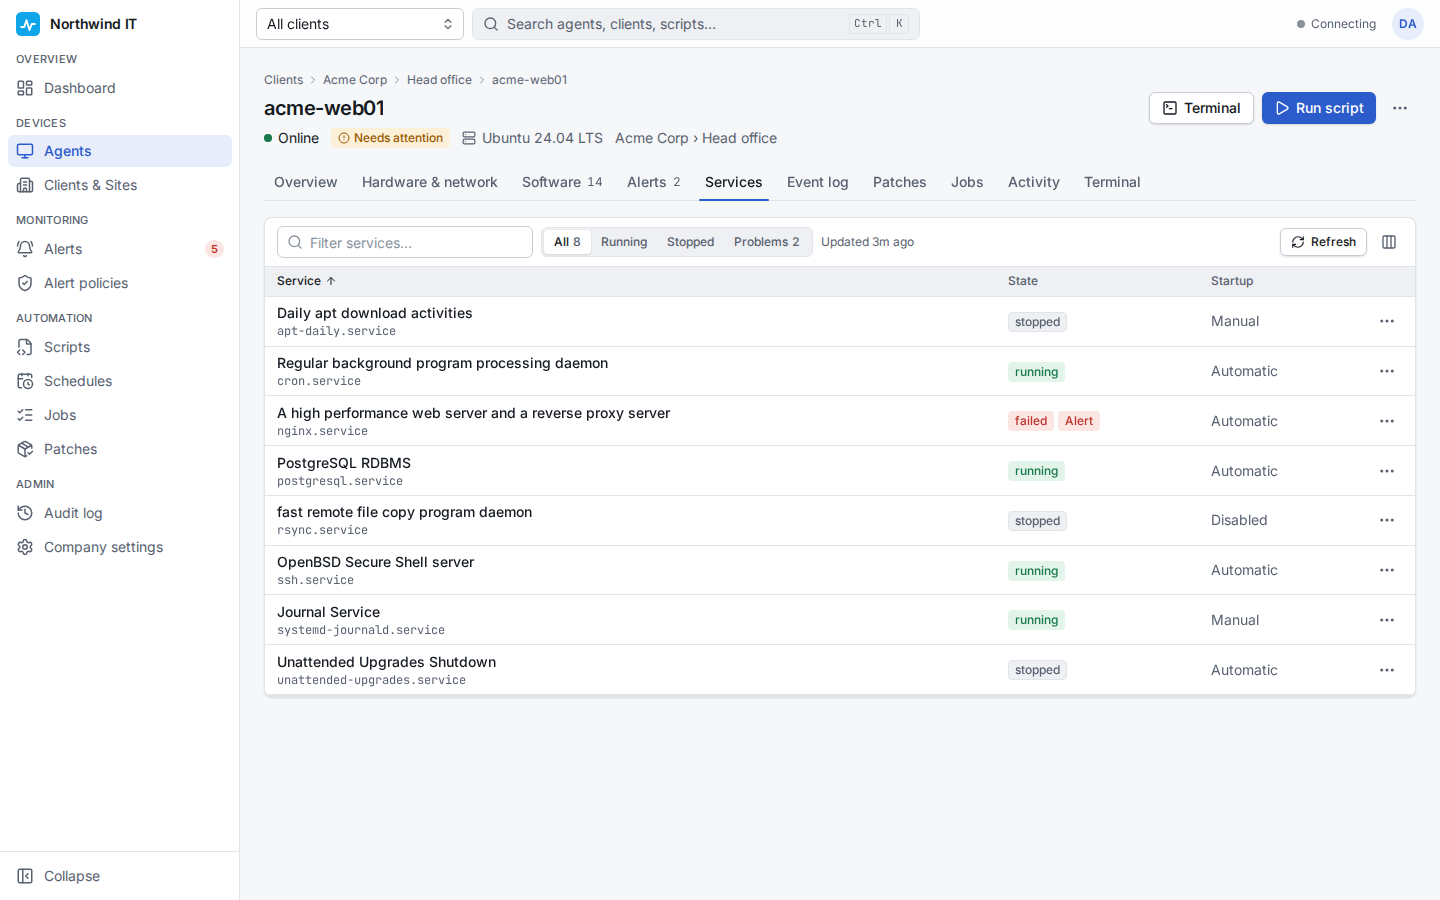 Northwind IT
All clients
Search agents, clients, scripts...
Ctrl K
Connecting
DA
OVERVIEW
Dashboard
DEVICES
Agents
Clients & Sites
MONITORING
Alerts
5
Alert policies
AUTOMATION
Scripts
Schedules
Jobs
Patches
ADMIN
Audit log
Company settings
Collapse
Clients > Acme Corp > Head office > acme-web01
acme-web01
Terminal
Run script
Online
Needs attention
Ubuntu 24.04 LTS
Acme Corp › Head office
Overview
Hardware & network
Software 14
Alerts 2
Services
Event log
Patches
Jobs
Activity
Terminal
Filter services...
All 8
Running
Stopped
Problems 2
Updated 3m ago
Refresh
Service
State
Startup
Daily apt download activities
apt-daily.service
stopped
Manual
Regular background program processing daemon
cron.service
running
Automatic
A high performance web server and a reverse proxy server
nginx.service
failed
Alert
Automatic
PostgreSQL RDBMS
postgresql.service
running
Automatic
fast remote file copy program daemon
rsync.service
stopped
Disabled
OpenBSD Secure Shell server
ssh.service
running
Automatic
Journal Service
systemd-journald.service
running
Manual
Unattended Upgrades Shutdown
unattended-upgrades.service
stopped
Automatic